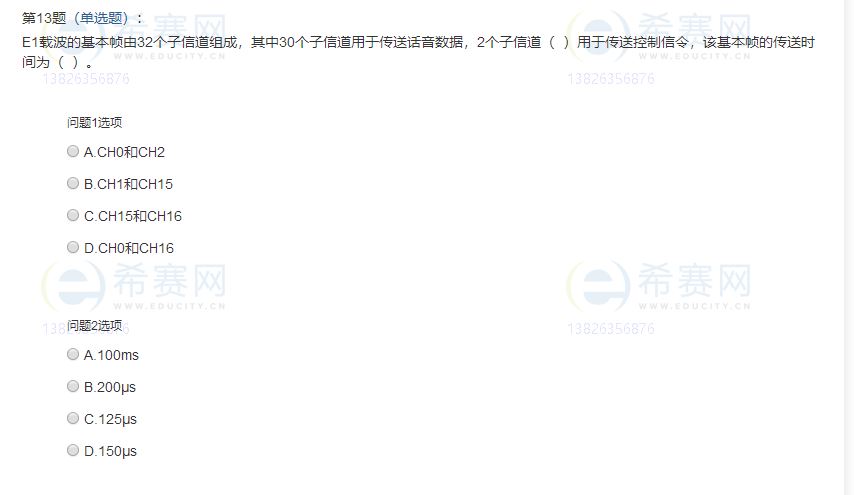 第13题（单选题）：
E1载波的基本帧由32个子信道组成，其中30个子信道用于传送话音数据，2个子信道（ ）用于传送控制信令，该基本帧的传送时
间为（ ）。
希赛网
WWW.EDUCITY.CN
13826356876
希赛网
WWW.EDUCITY.CN
13826356876
问题1选项
A.CH0和CH2
B.CH1和CH15
C.CH15和CH16
D.CH0和CH16
希赛网
WWW.EDUCITY.CN
希赛网
WWW.EDUCITY.CN
13826356876
问题2选项
A.100ms
B.200μs
C.125μs
D.150μs